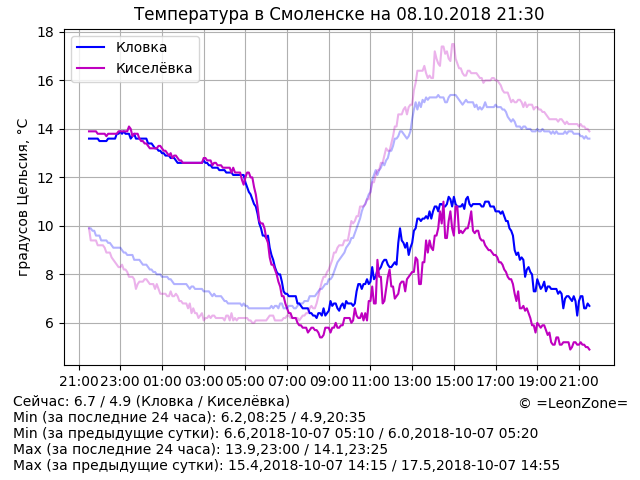 Температура в Смоленске на 08.10.2018 21:30
Кловка
Киселёвка
градусов Цельсия, °C
18
16
14
12
10
8
6
21:00 23:00 01:00 03:00 05:00 07:00 09:00 11:00 13:00 15:00 17:00 19:00 21:00
Сейчас: 6.7 / 4.9 (Кловка / Киселёвка)
© =LeonZone=
Min (за последние 24 часа): 6.2,08:25 / 4.9,20:35
Min (за предыдущие сутки): 6.6,2018-10-07 05:10 / 6.0,2018-10-07 05:20
Max (за последние 24 часа): 13.9,23:00 / 14.1,23:25
Max (за предыдущие сутки): 15.4,2018-10-07 14:15 / 17.5,2018-10-07 14:55